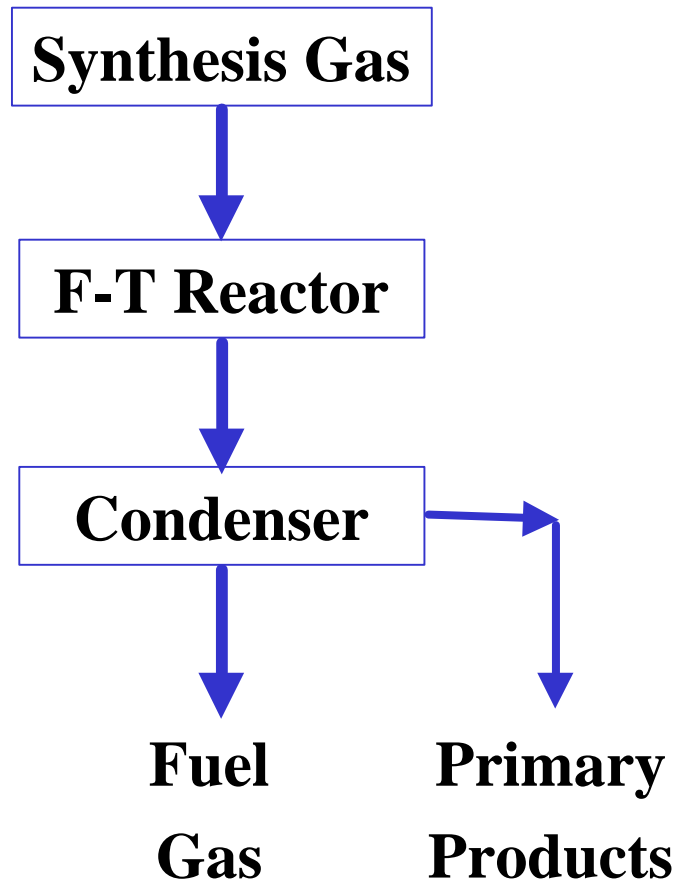 Synthesis Gas
F-T Reactor
Condenser
Fuel
Gas
Primary
Products